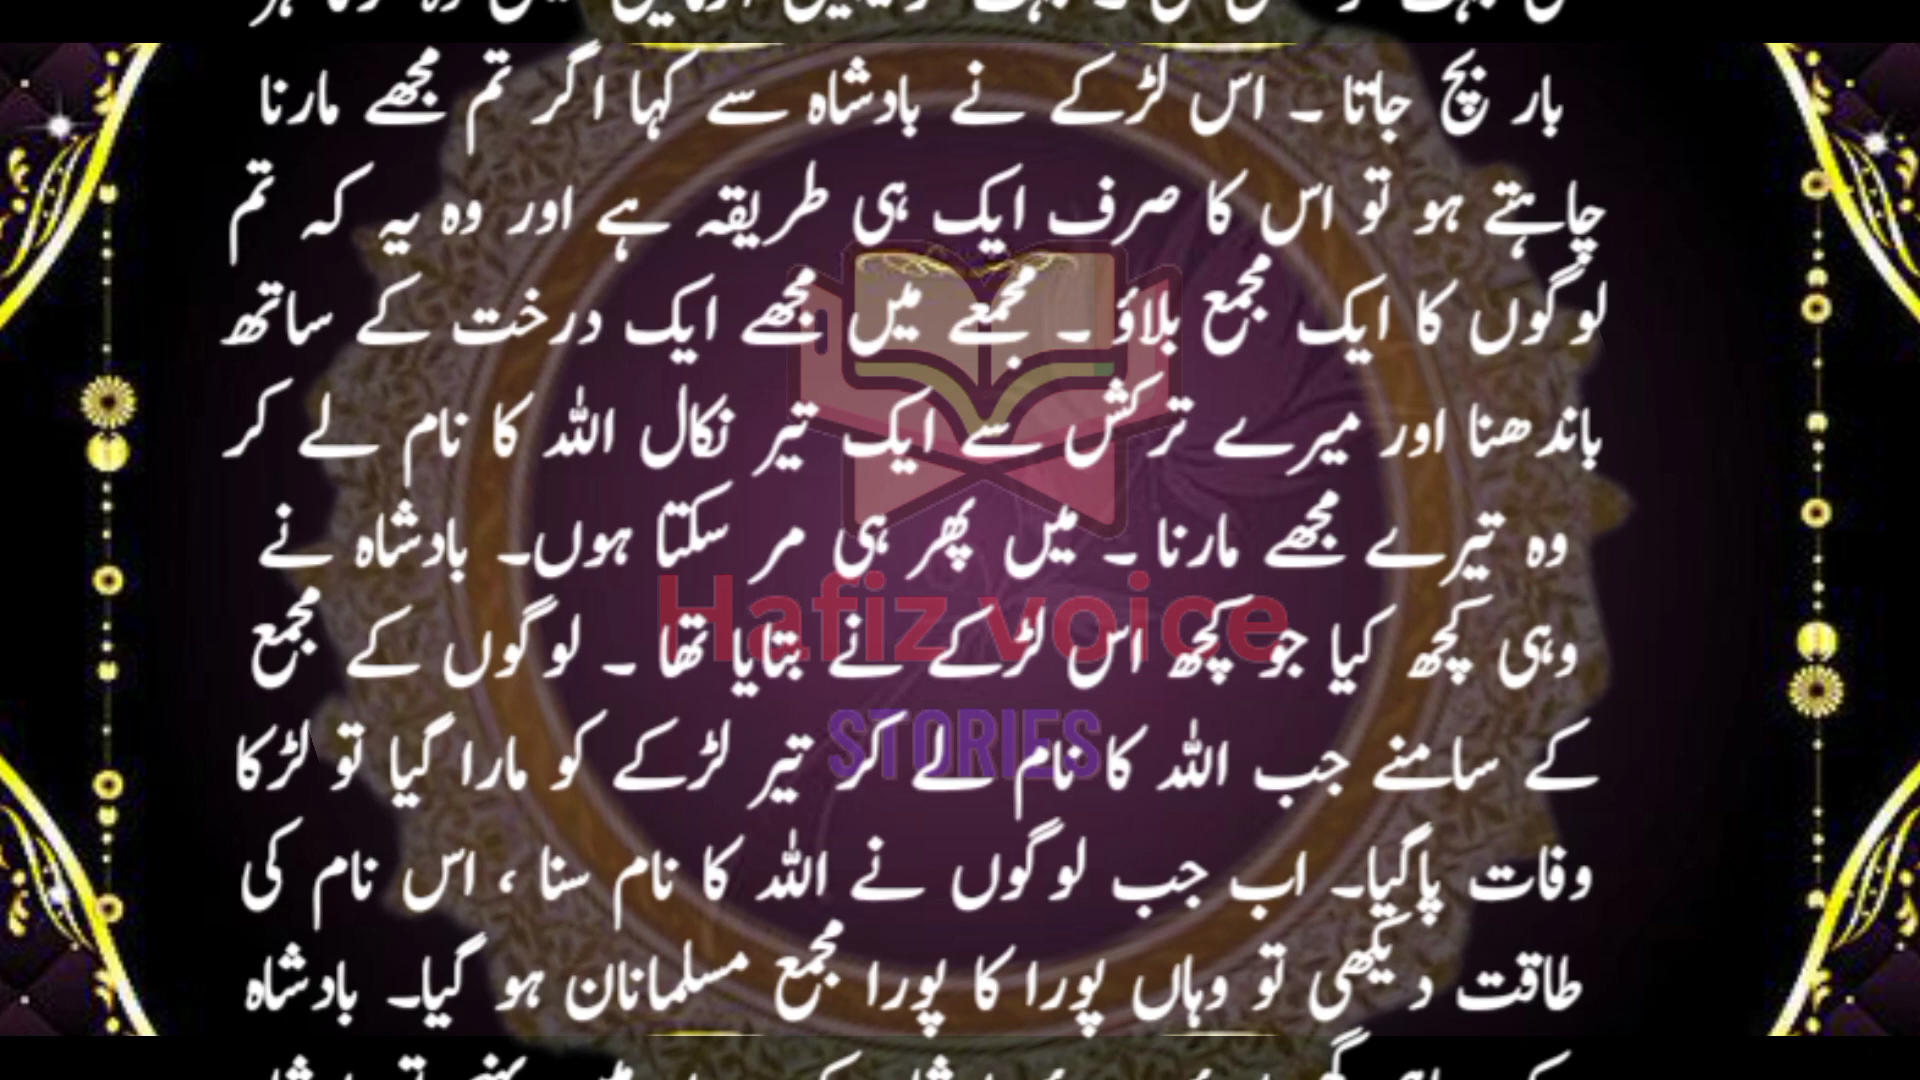 بار بچ جاتا ۔ اس لڑکے نے بادشاہ سے کہا اگر تم مجھے مارنا
چاہتے ہو تو اس کا صرف ایک ہی طریقہ ہے اور وہ یہ کہ تم
لوگوں کا ایک مجمع بلاؤ ۔ مجمعے میں مجھے ایک درخت کے ساتھ
باندھنا اور میرے ترکش سے ایک تیر نکال اللہ کا نام لے کر
وہ تیرے مجھے مارنا ۔ میں پھر ہی مر سکتا ہوں۔ بادشاہ نے
Hafiz voice
وہی کچھ کیا جو کچھ اس لڑکے نے بتایا تھا ۔ لوگوں کے مجمع
STORIES
کے سامنے جب اللہ کا نام لے کر تیر لڑکے کو مارا گیا تو لڑکا
وفات پاگیا۔ اب جب لوگوں نے اللہ کا نام سنا ، اس نام کی
طاقت دیکھی تو وہاں پورا کا پورا مجمع مسلمانان ہو گیا۔ بادشاہ